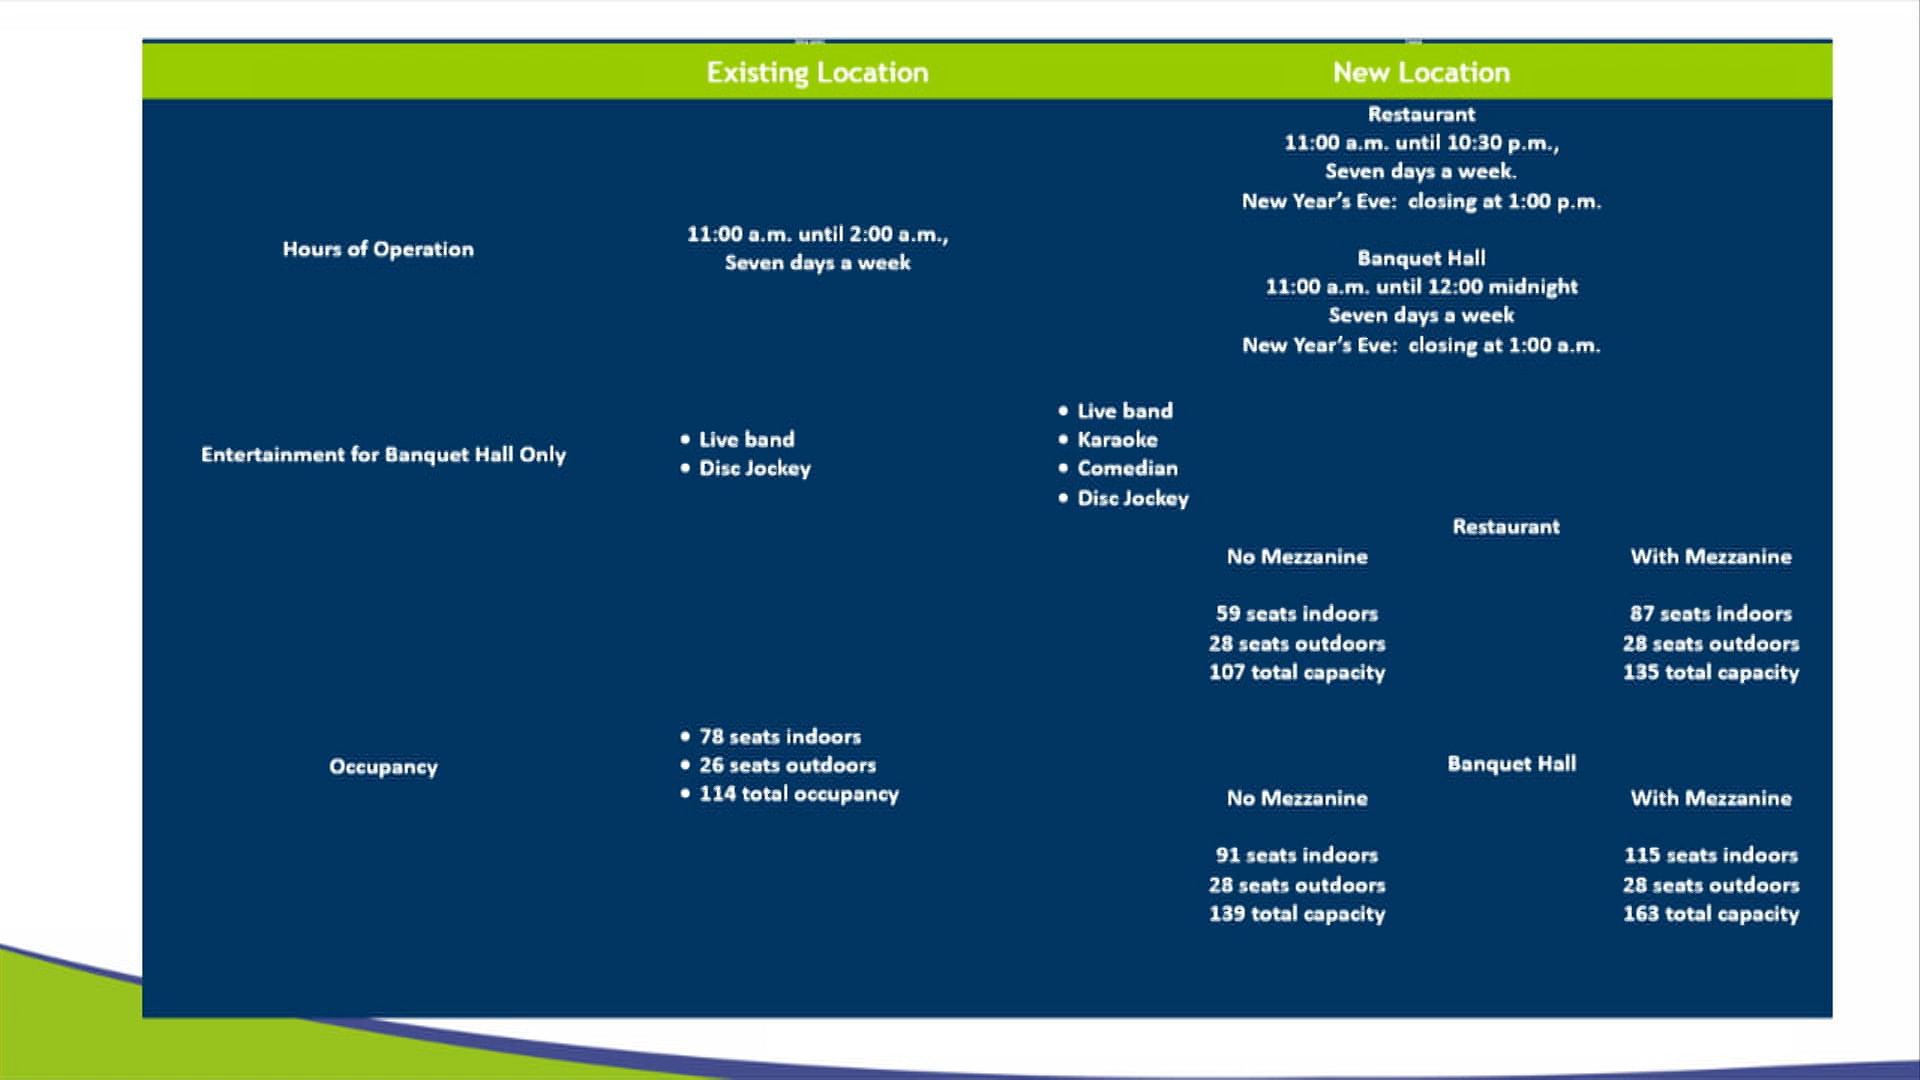 Existing Location
New Location
Hours of Operation
11:00 a.m. until 2:00 a.m.,
Seven days a week
Restaurant
11:00 a.m. until 10:30 p.m.,
Seven days a week.
New Year's Eve:  closing at 1:00 p.m.
Banquet Hall
11:00 a.m. until 12:00 midnight
Seven days a week
New Year's Eve:  closing at 1:00 a.m.
Entertainment for Banquet Hall Only
• Live band
• Disc Jockey
• Live band
• Karaoke
• Comedian
• Disc Jockey
Occupancy
• 78 seats indoors
• 26 seats outdoors
• 114 total occupancy
Restaurant
No Mezzanine
59 seats indoors
28 seats outdoors
107 total capacity
With Mezzanine
87 seats indoors
28 seats outdoors
135 total capacity
Banquet Hall
No Mezzanine
91 seats indoors
28 seats outdoors
139 total capacity
With Mezzanine
115 seats indoors
28 seats outdoors
163 total capacity